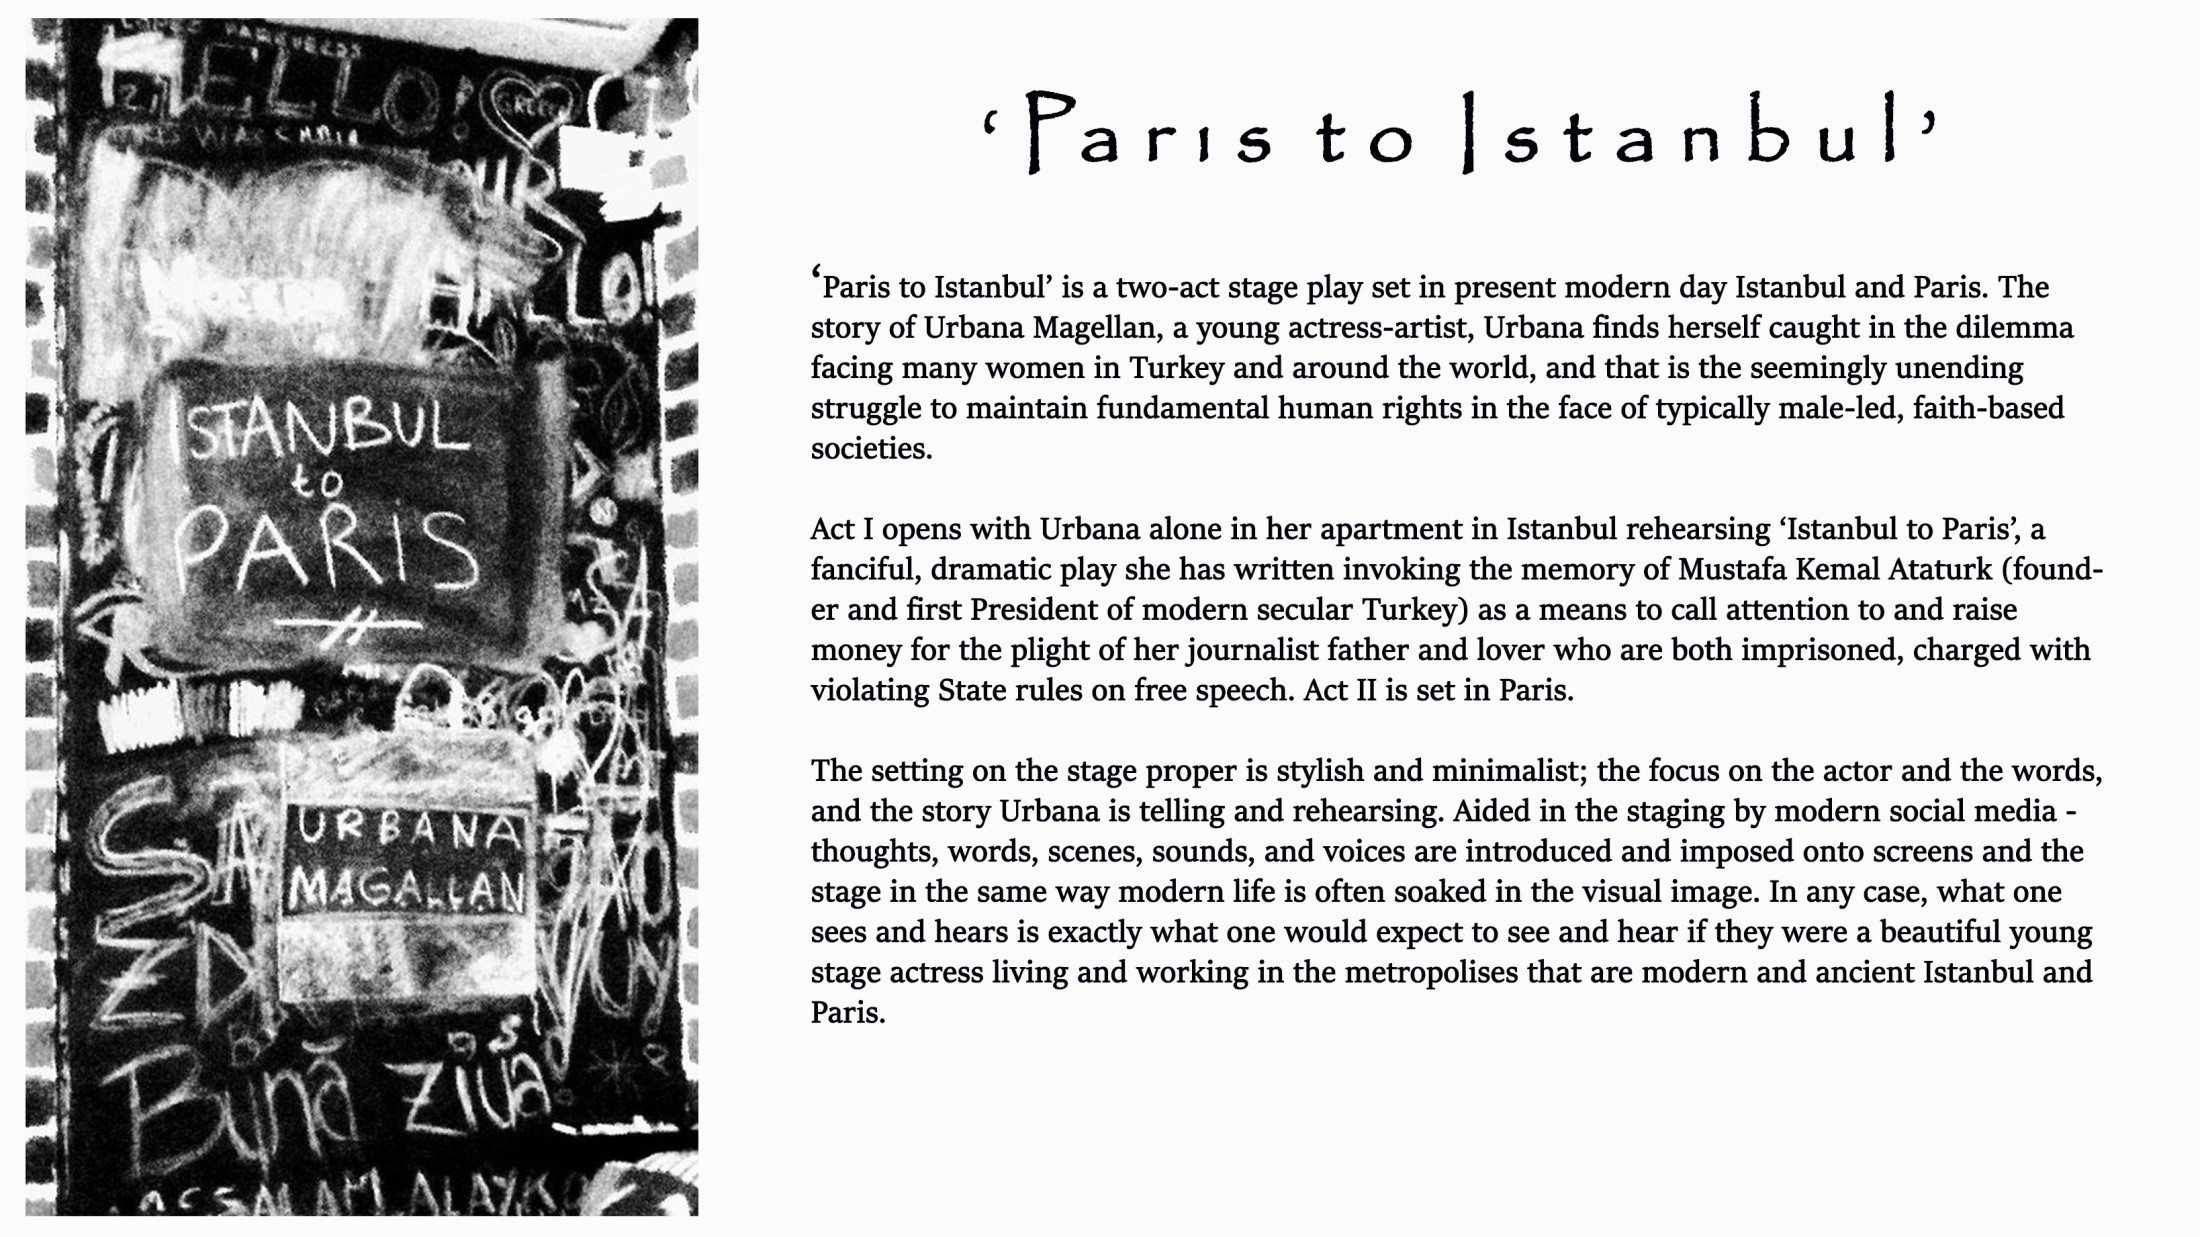 HELLO!
GREEN
ISTANBUL
to
PARIS
URBANA
MAGALLAN
Bună ziua
SALAM ALAYKO
‘Paris to Istanbul’
‘Paris to Istanbul’ is a two-act stage play set in present modern day Istanbul and Paris. The
story of Urbana Magellan, a young actress-artist, Urbana finds herself caught in the dilemma
facing many women in Turkey and around the world, and that is the seemingly unending
struggle to maintain fundamental human rights in the face of typically male-led, faith-based
societies.
Act I opens with Urbana alone in her apartment in Istanbul rehearsing ‘Istanbul to Paris’, a
fanciful, dramatic play she has written invoking the memory of Mustafa Kemal Ataturk (found-
er and first President of modern secular Turkey) as a means to call attention to and raise
money for the plight of her journalist father and lover who are both imprisoned, charged with
violating State rules on free speech. Act II is set in Paris.
The setting on the stage proper is stylish and minimalist; the focus on the actor and the words,
and the story Urbana is telling and rehearsing. Aided in the staging by modern social media -
thoughts, words, scenes, sounds, and voices are introduced and imposed onto screens and the
stage in the same way modern life is often soaked in the visual image. In any case, what one
sees and hears is exactly what one would expect to see and hear if they were a beautiful young
stage actress living and working in the metropolises that are modern and ancient Istanbul and
Paris.